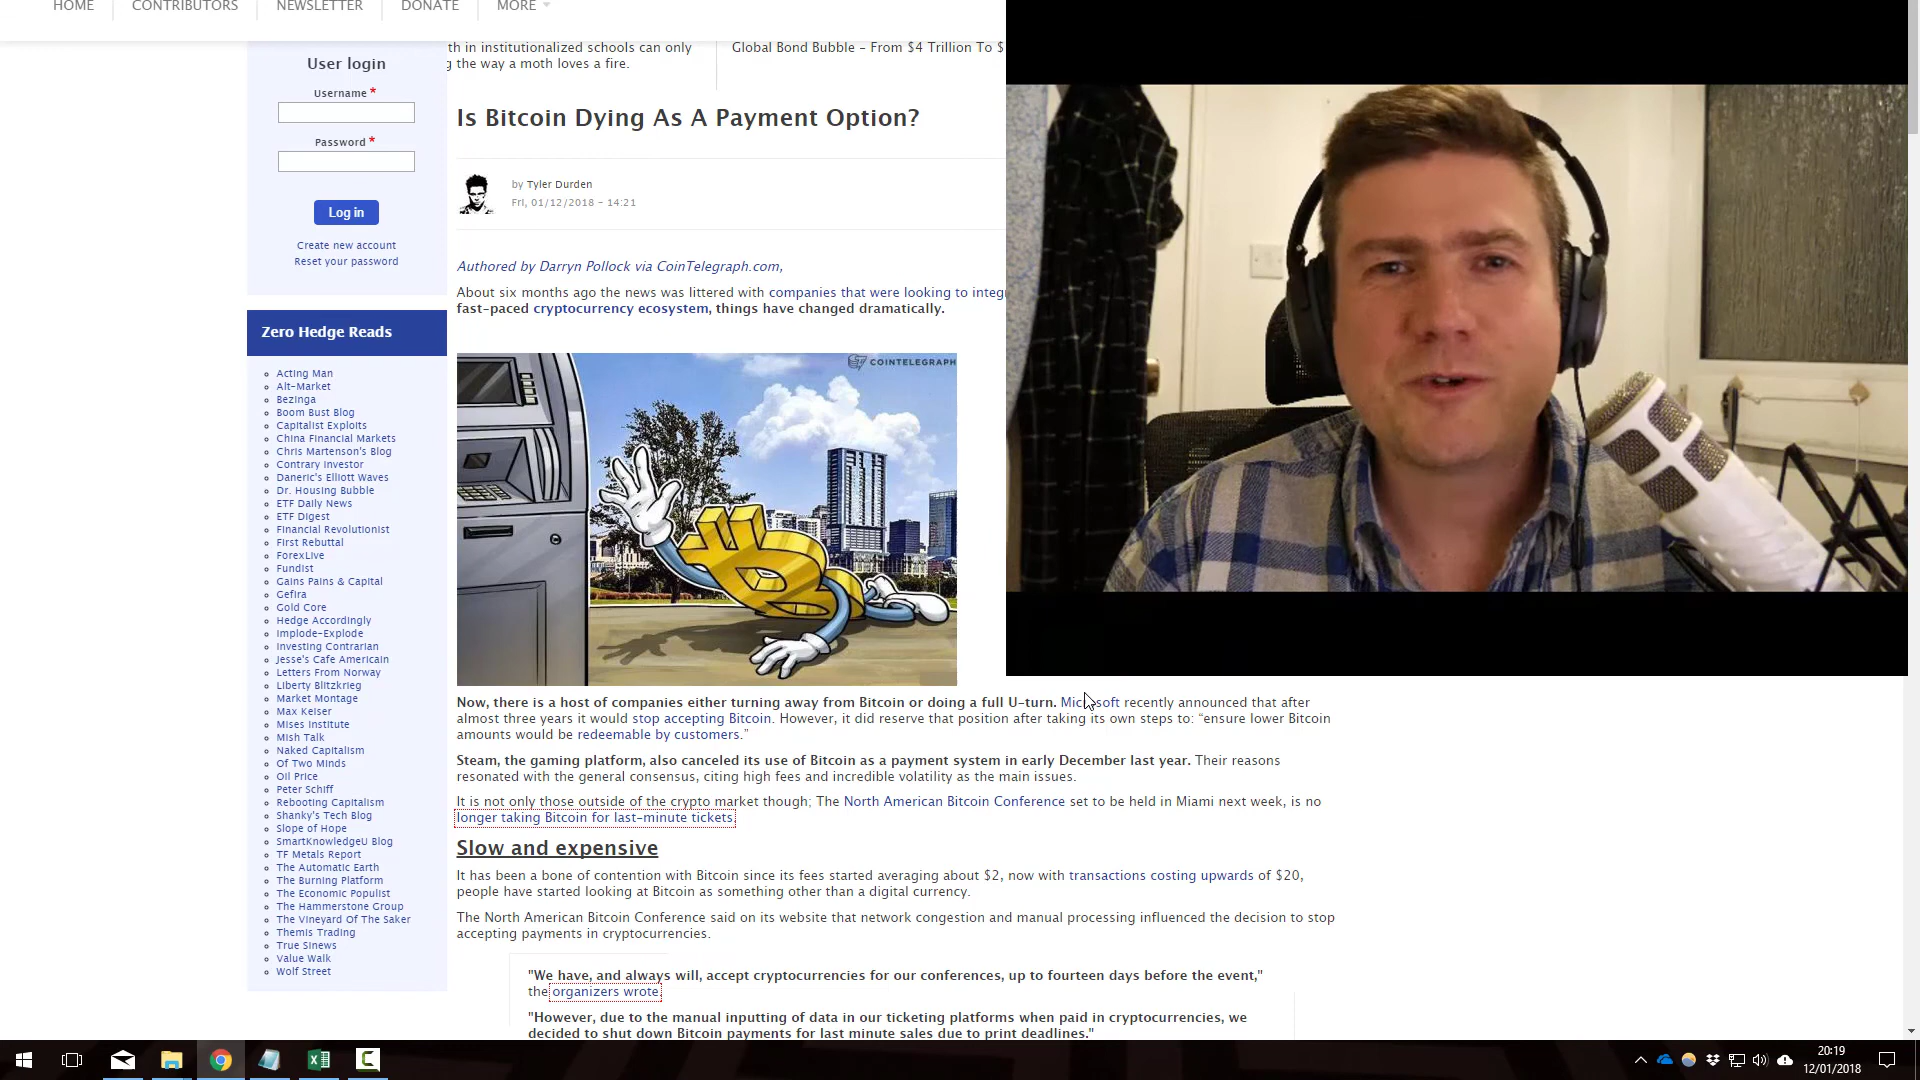 HOME
CONTRIBUTORS
NEWSLETTER
DONATE
MORE
User login
Username *
Password *
Log in
Create new account
Reset your password
Zero Hedge Reads
Acting Man
Alt-Market
Bezinga
Boom Bust Blog
Capitalist Exploits
China Financial Markets
Chris Martenson's Blog
Contrary Investor
Daneric's Elliott Waves
Dr. Housing Bubble
ETF Daily News
ETF Digest
Financial Revolutionist
First Rebuttal
ForexLive
Fundist
Gains Pains & Capital
Gefira
Gold Core
Hedge Accordingly
Implode-Explode
Investing Contrarian
Jesse's Cafe Americain
Letters From Norway
Liberty Blitzkrieg
Market Montage
Max Keiser
Mises Institute
Mish Talk
Naked Capitalism
Of Two Minds
Oil Price
Peter Schiff
Rebooting Capitalism
Shanky's Tech Blog
Slope of Hope
SmartKnowledgeU Blog
TF Metals Report
The Automatic Earth
The Burning Platform
The Economic Populist
The Hammerstone Group
The Vineyard Of The Saker
Themis Trading
True Sinews
Value Walk
Wolf Street
th in institutionalized schools can only
g the way a moth loves a fire.
Global Bond Bubble – From $4 Trillion To $
Is Bitcoin Dying As A Payment Option?
by Tyler Durden
Fri, 01/12/2018 - 14:21
Authored by Darryn Pollock via CoinTelegraph.com,
About six months ago the news was littered with companies that were looking to integr
fast-paced cryptocurrency ecosystem, things have changed dramatically.
COINTELEGRAPH
Now, there is a host of companies either turning away from Bitcoin or doing a full U-turn. Microsoft recently announced that after
almost three years it would stop accepting Bitcoin. However, it did reserve that position after taking its own steps to: “ensure lower Bitcoin
amounts would be redeemable by customers.”
Steam, the gaming platform, also canceled its use of Bitcoin as a payment system in early December last year. Their reasons
resonated with the general consensus, citing high fees and incredible volatility as the main issues.
It is not only those outside of the crypto market though; The North American Bitcoin Conference set to be held in Miami next week, is no
longer taking Bitcoin for last-minute tickets.
Slow and expensive
It has been a bone of contention with Bitcoin since its fees started averaging about $2, now with transactions costing upwards of $20,
people have started looking at Bitcoin as something other than a digital currency.
The North American Bitcoin Conference said on its website that network congestion and manual processing influenced the decision to stop
accepting payments in cryptocurrencies.
"We have, and always will, accept cryptocurrencies for our conferences, up to fourteen days before the event,"
the organizers wrote.
"However, due to the manual inputting of data in our ticketing platforms when paid in cryptocurrencies, we
decided to shut down Bitcoin payments for last minute sales due to print deadlines."
20:19
12/01/2018